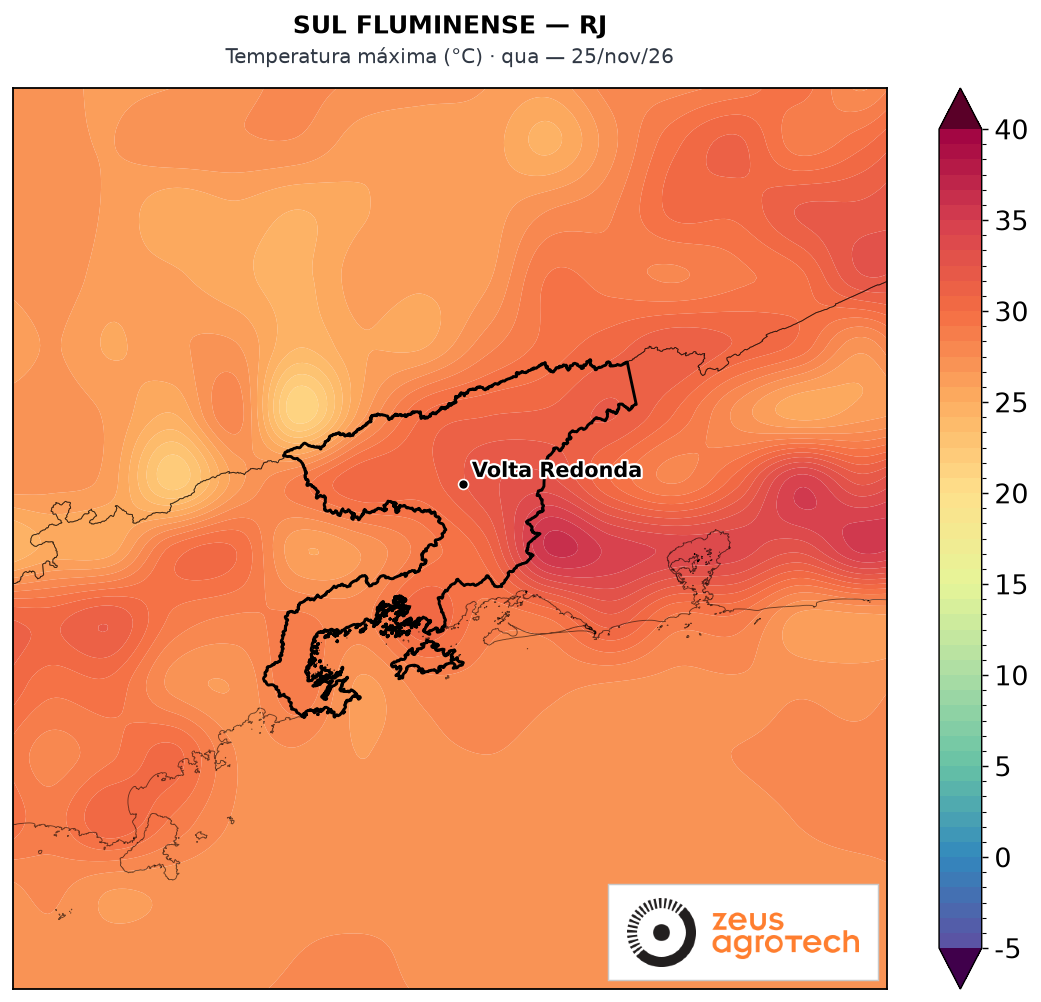 SUL FLUMINENSE — RJ
Temperatura máxima (°C) · qua — 25/nov/26
40
35
30
25
20
15
10
5
0
-5
Volta Redonda
zeus
agrotech